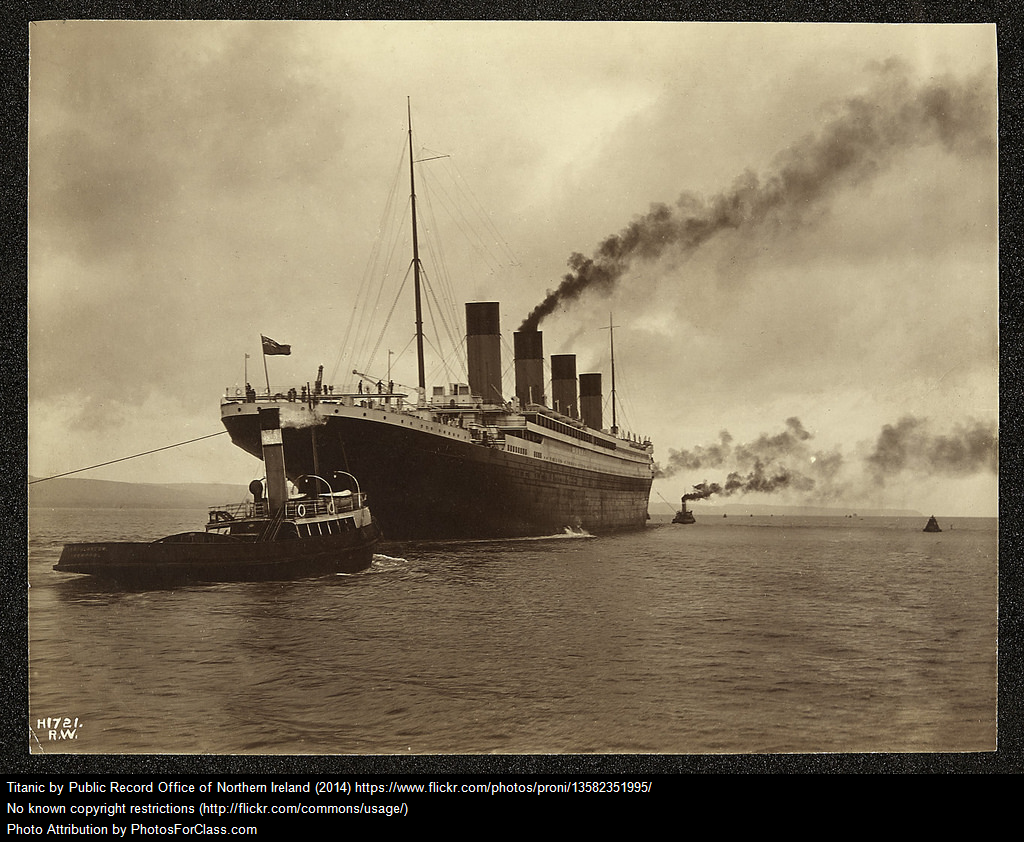 H1721.
R.W.
Titanic by Public Record Office of Northern Ireland (2014) https://www.flickr.com/photos/proni/13582351995/
No known copyright restrictions (http://flickr.com/commons/usage/)
Photo Attribution by PhotosForClass.com